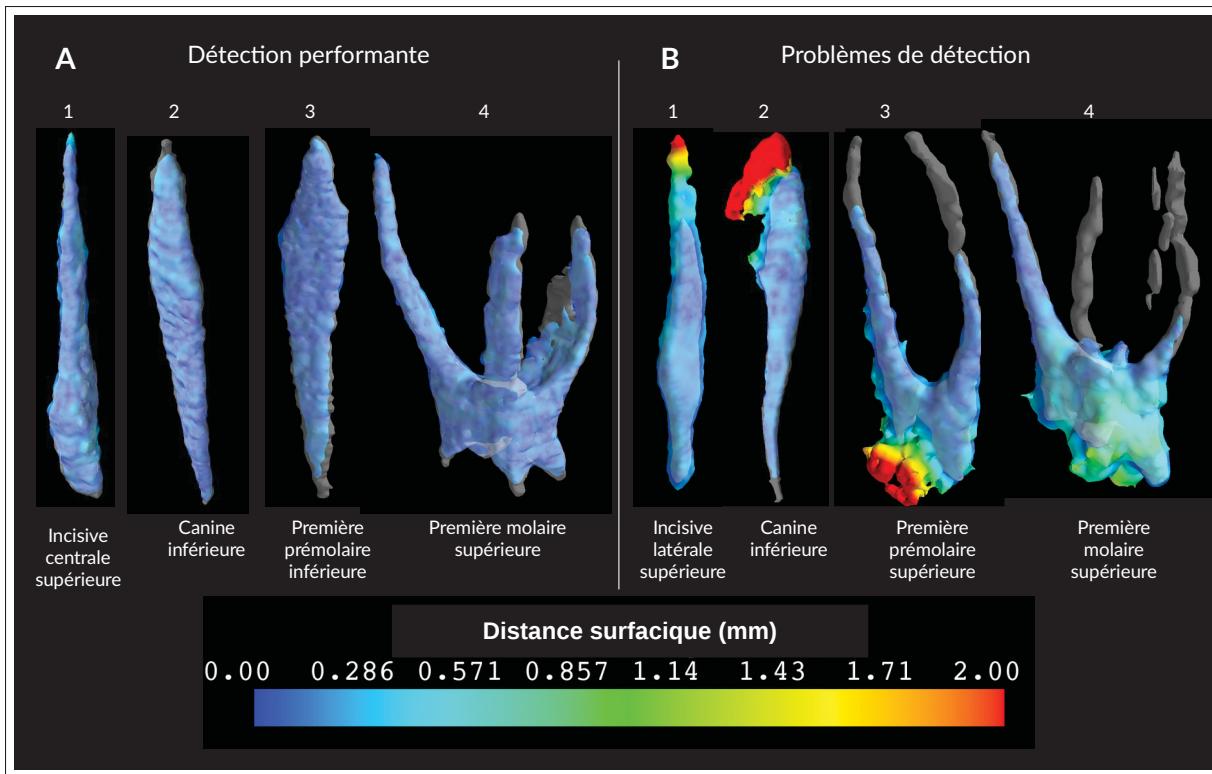 A
Détection performante
B
Problèmes de détection
1
2
3
4
1
2
3
4
Incisive
centrale
supérieure
Canine
inférieure
Première
prémolaire
inférieure
Première molaire
supérieure
Incisive
latérale
supérieure
Canine
inférieure
Première
prémolaire
supérieure
Première
molaire
supérieure
Distance surfacique (mm)
0.00 0.286 0.571 0.857 1.14 1.43 1.71 2.00